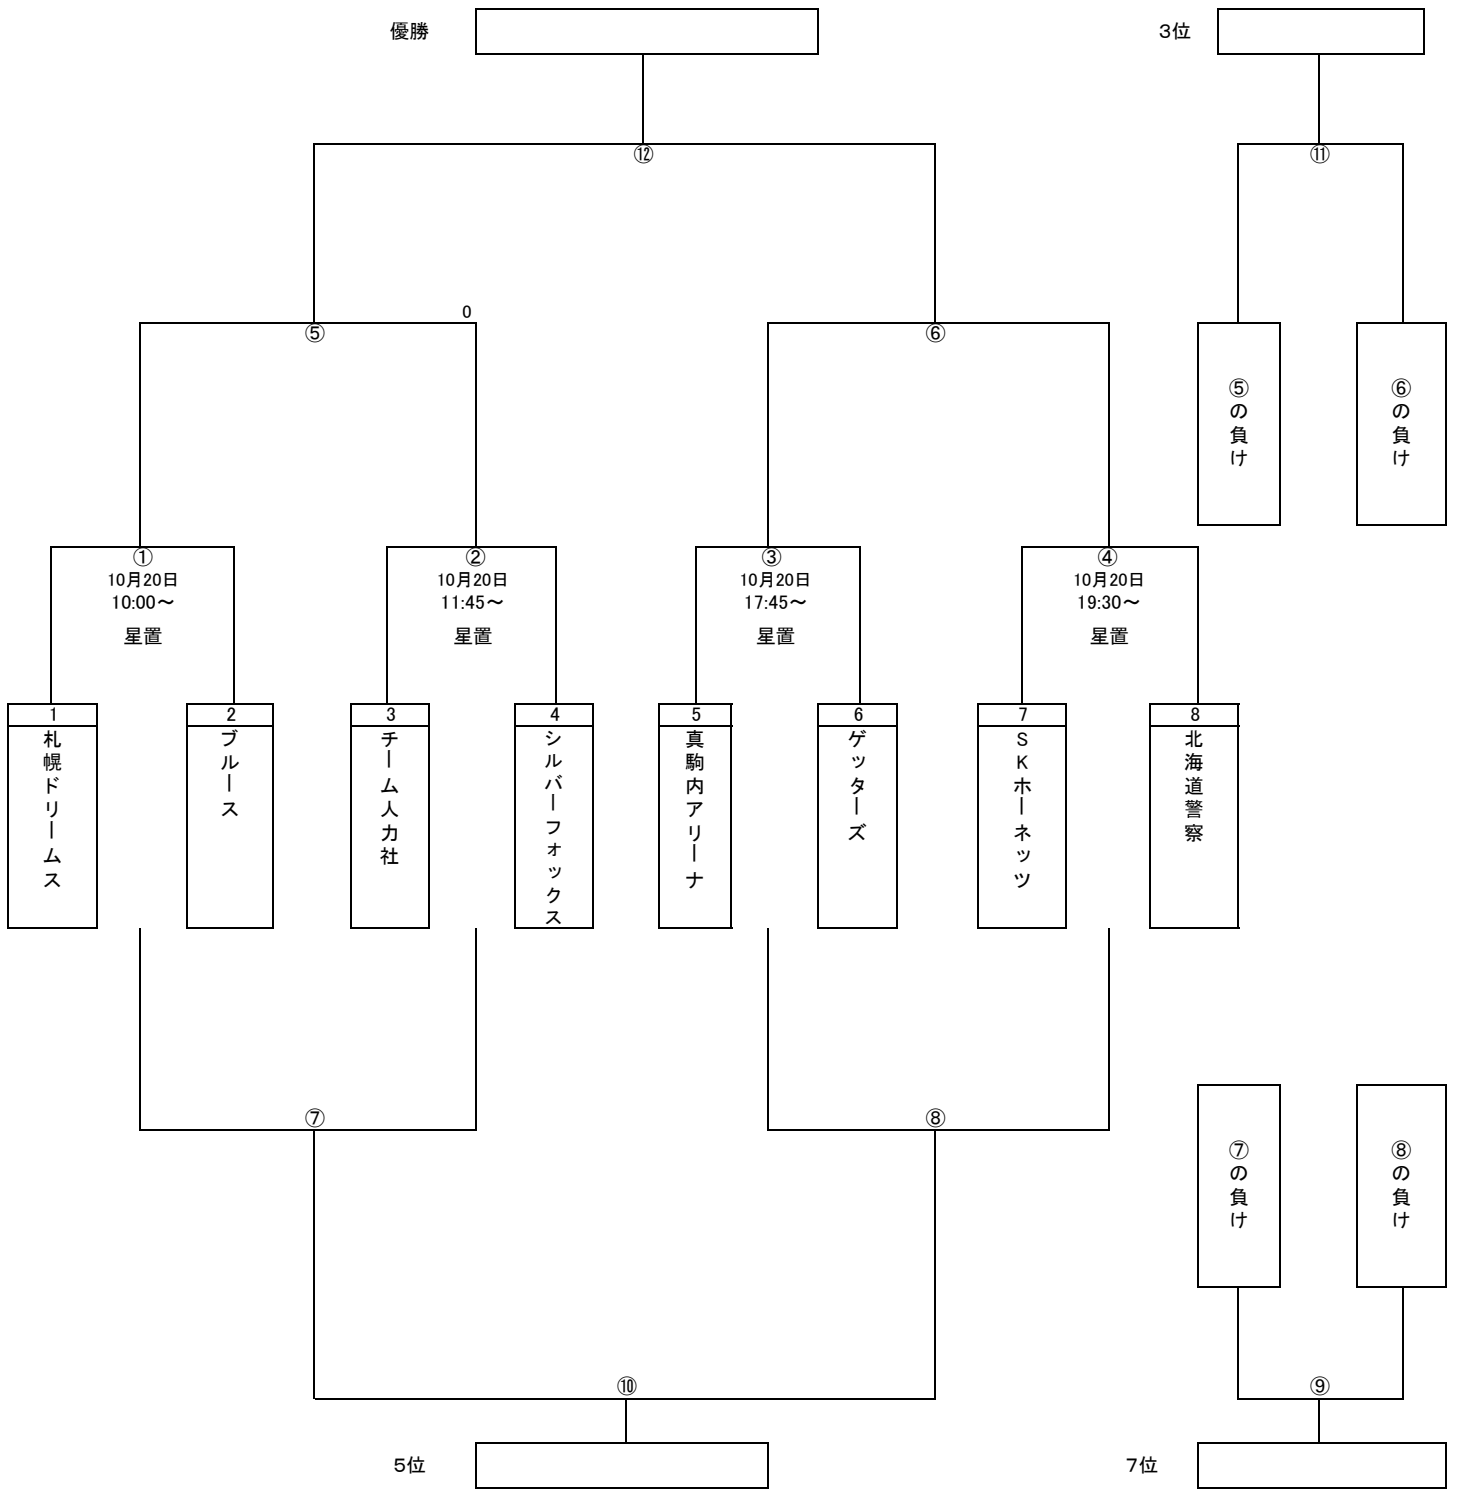 優勝
３位
⑫
⑪
0
⑤
⑥
⑤の負け
⑥の負け
①
10月20日
10:00～
星置
②
10月20日
11:45～
星置
③
10月20日
17:45～
星置
④
10月20日
19:30～
星置
1
札幌ドリームス
2
ブルース
3
チーム人力社
4
シルバーフォックス
5
真駒内アリーナ
6
ゲッターズ
7
ＳＫホーネッツ
8
北海道警察
⑦
⑧
⑦の負け
⑧の負け
⑩
⑨
５位
７位